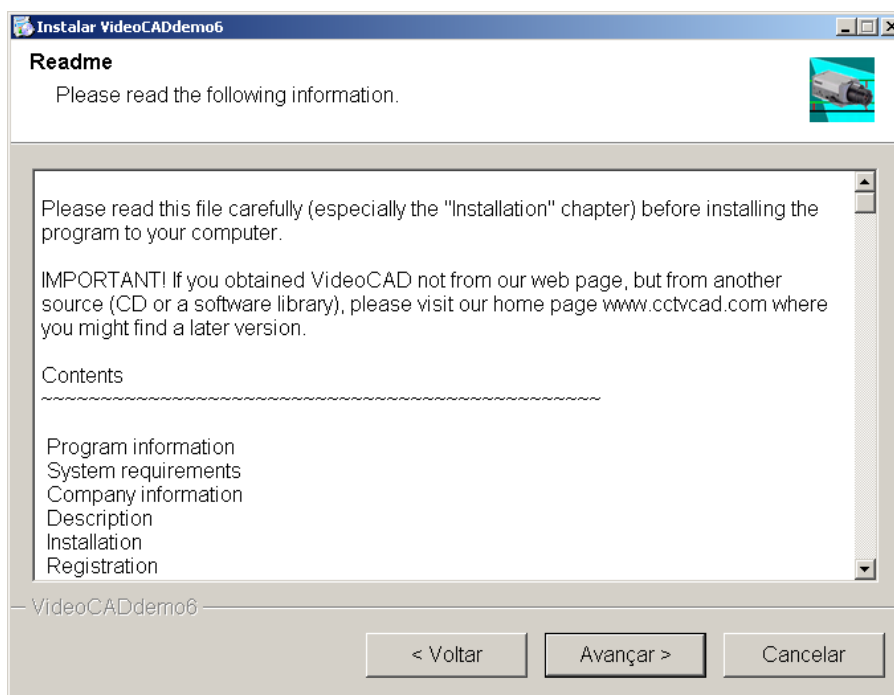 Instalar VideoCADdemo6
Readme
Please read the following information.
Please read this file carefully (especially the "Installation" chapter) before installing the
program to your computer.
IMPORTANT! If you obtained VideoCAD not from our web page, but from another
source (CD or a software library), please visit our home page www.cctvcad.com where
you might find a later version.
Contents
~~~~~~~~~~~~~~~~~~~~~~~~~~~~~~~~~~~~~~~~~~~~~~~
Program information
System requirements
Company information
Description
Installation
Registration
VideoCADdemo6
< Voltar
Avançar >
Cancelar